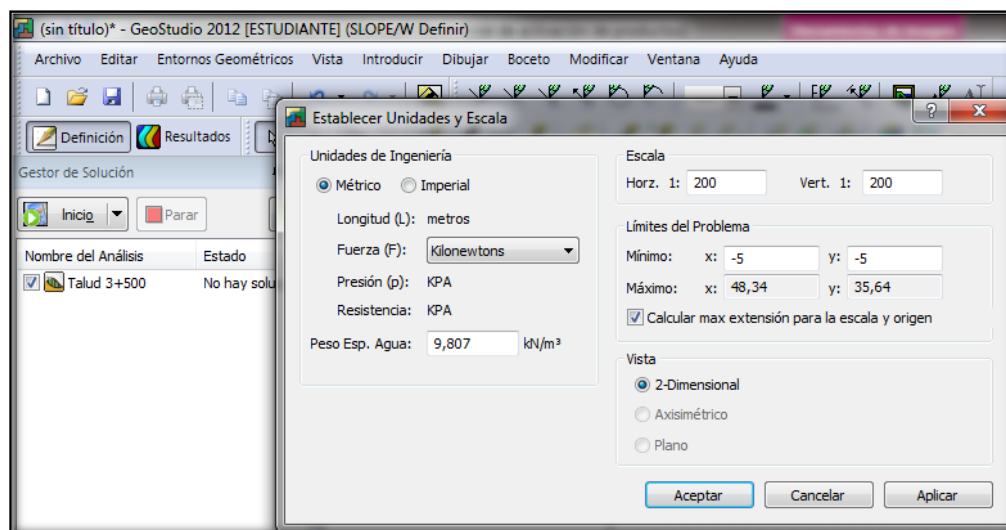 (sin título)* - GeoStudio 2012 [ESTUDIANTE] (SLOPE/W Definir)
Archivo Editar Entornos Geométricos Vista Introducir Dibujar Boceto Modificar Ventana Ayuda
Definición Resultados
Gestor de Solución
Inicio Parar
Nombre del Análisis Estado
Talud 3+500 No hay solu
Establecer Unidades y Escala
Unidades de Ingeniería
Métrico Imperial
Longitud (L): metros
Fuerza (F): Kilonewtons
Presión (p): KPA
Resistencia: KPA
Peso Esp. Agua: 9,807 kN/m³
Escala
Horz. 1: 200 Vert. 1: 200
Límites del Problema
Mínimo: x: -5 y: -5
Máximo: x: 48,34 y: 35,64
Calcular max extensión para la escala y origen
Vista
2-Dimensional
Axisimétrico
Plano
Aceptar Cancelar Aplicar